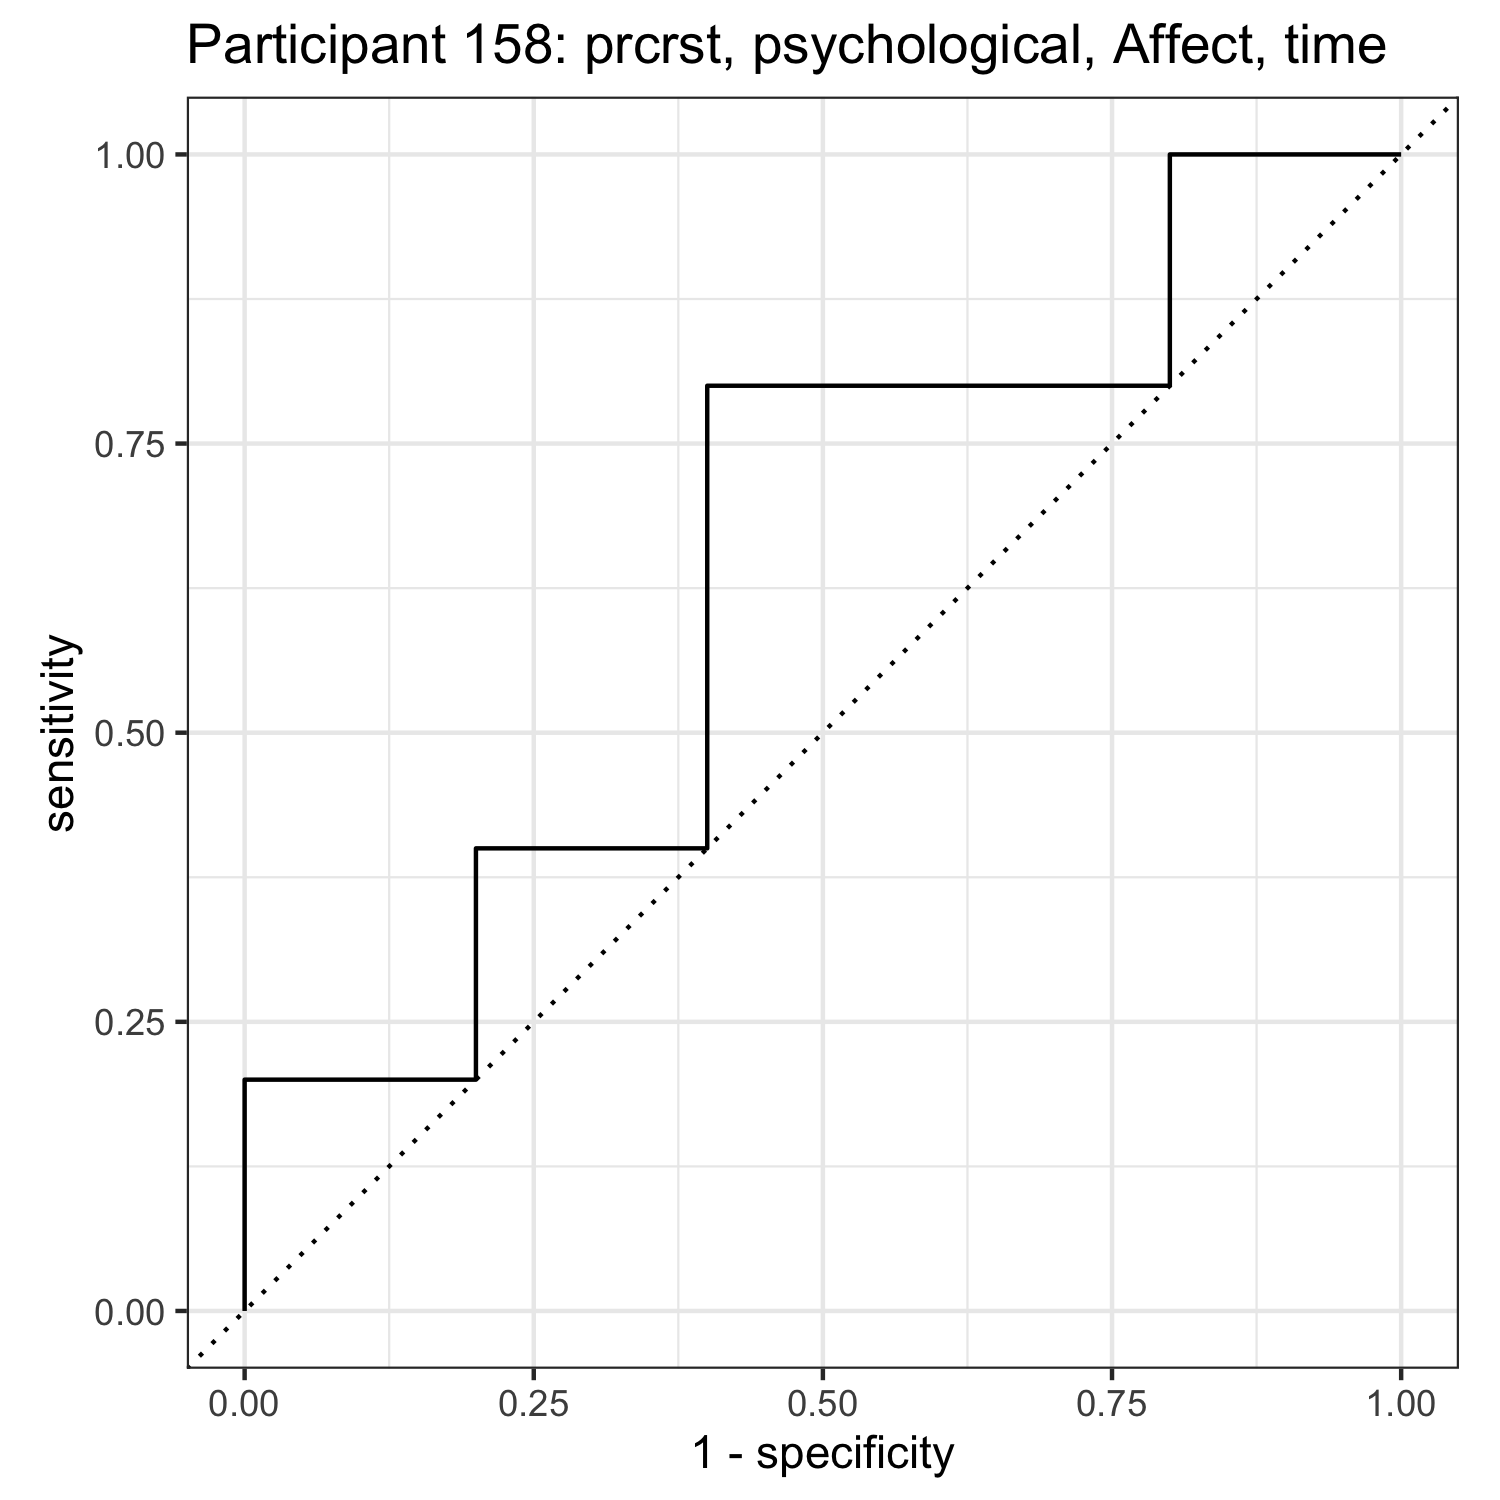 Participant 158: prcrst, psychological, Affect, time
1.00
0.75
0.50
0.25
0.00
sensitivity
0.00 0.25 0.50 0.75 1.00
1 - specificity